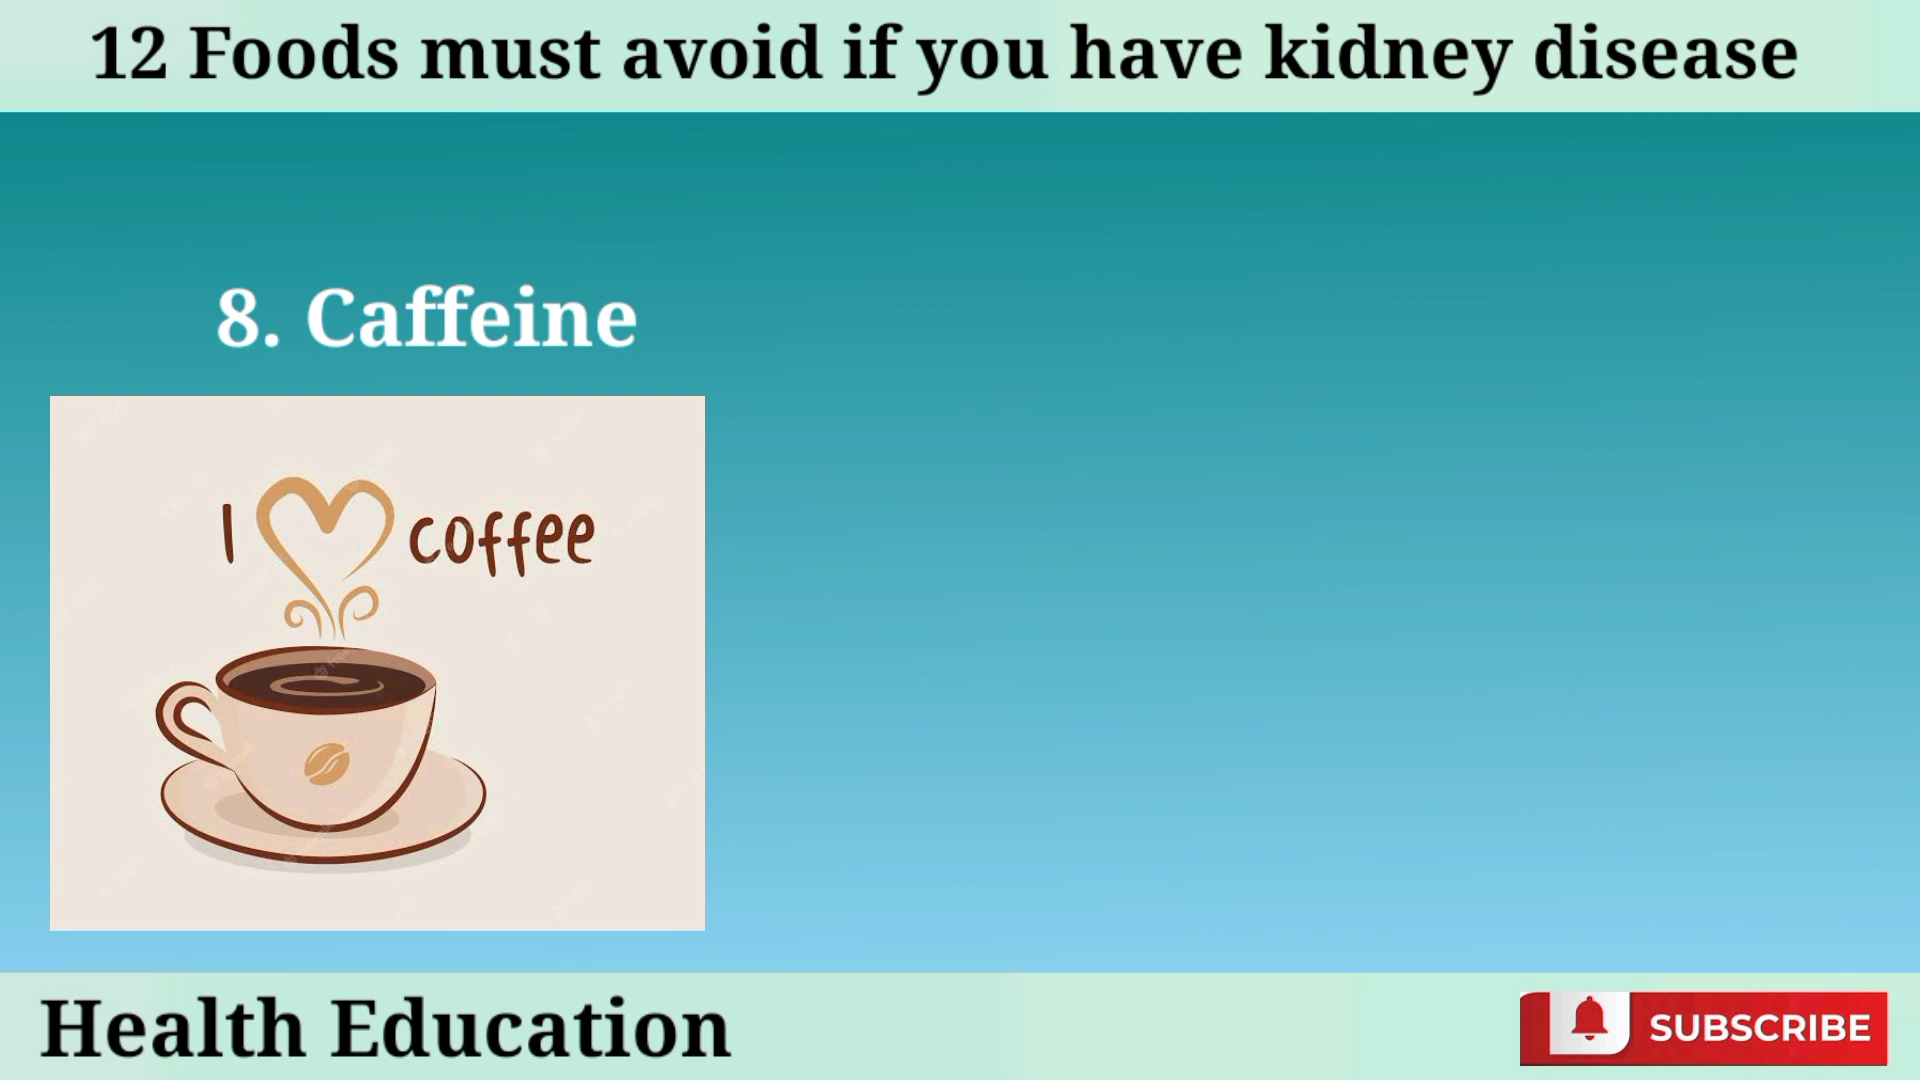 12 Foods must avoid if you have kidney disease
8. Caffeine
I coffee
Health Education
SUBSCRIBE